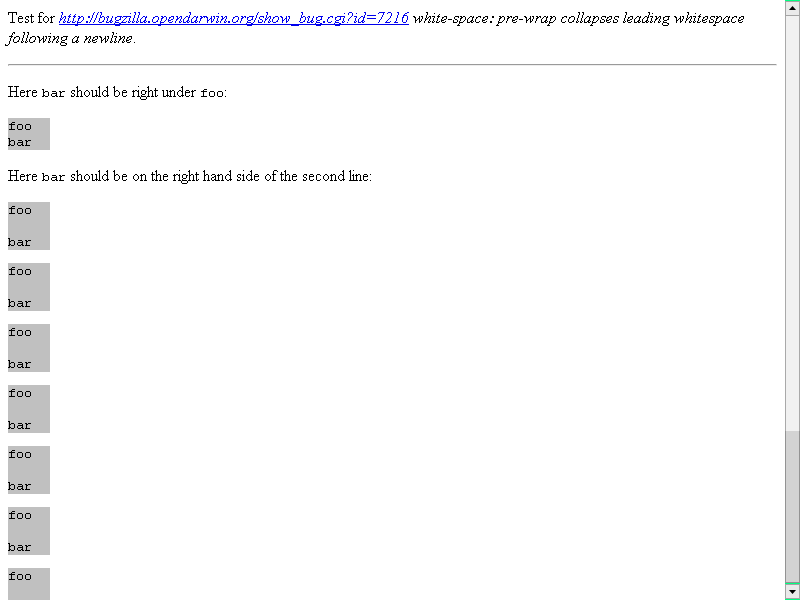 Test for http://bugzilla.opendarwin.org/show_bug.cgi?id=7216 white-space: pre-wrap collapses leading whitespace
following a newline.
Here bar should be right under foo:
foo
bar
Here bar should be on the right hand side of the second line:
foo
bar
foo
bar
foo
bar
foo
bar
foo
bar
foo
bar
foo